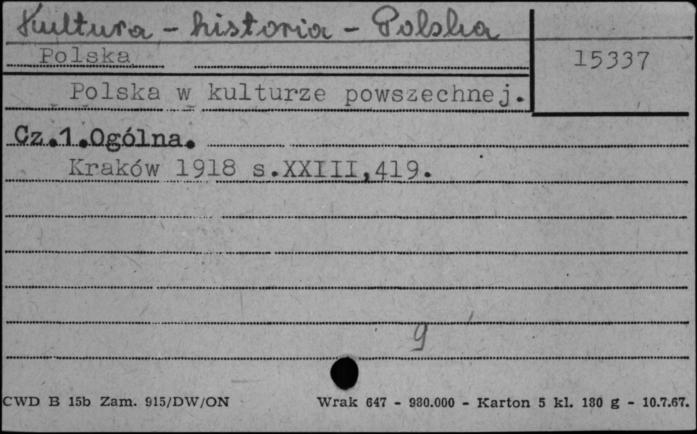 Kultura - historia - Polska
Polska
15337
Polska w kulturze powszechnej.
Cz.1.Ogólna.
Kraków 1918 s.XXIII,419.
9
CWD B 15b Zam. 915/DW/ON
Wrak 647 - 980.000 - Karton 5 kl. 180 g - 10.7.67.